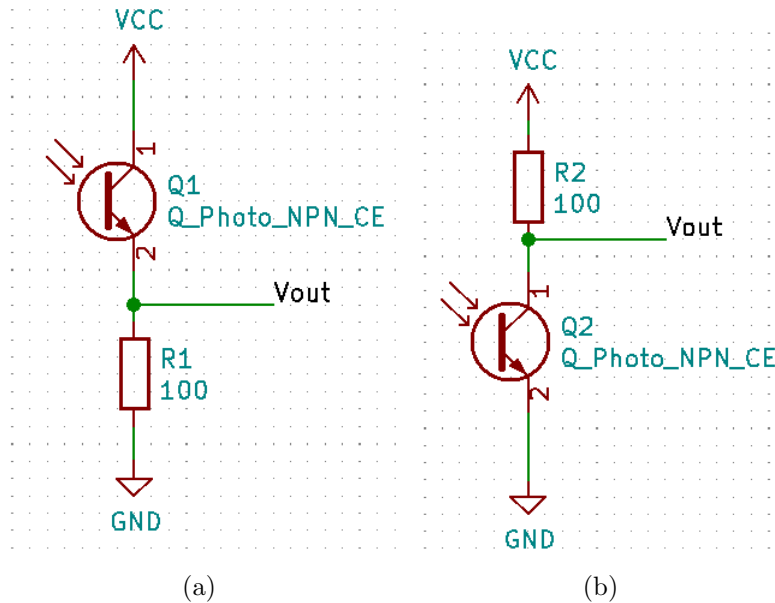 VCC
1
Q1
Q_Photo_NPN_CE
2
Vout
R1
100
GND
(a)
VCC
R2
100
Vout
1
Q2
Q_Photo_NPN_CE
2
GND
(b)